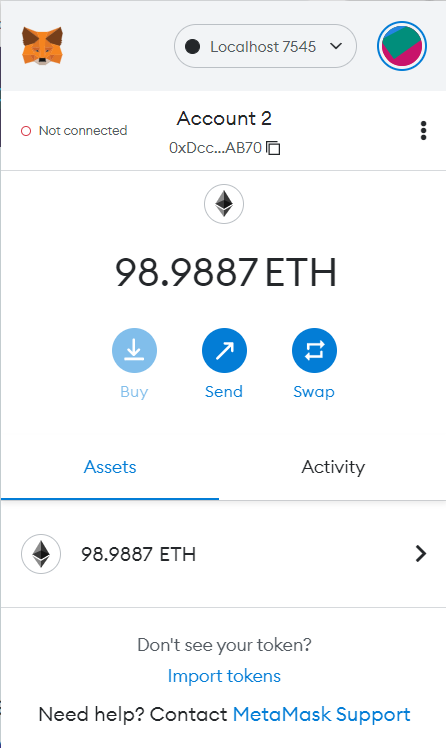 Localhost 7545
Not connected
Account 2
0xDcc...AB70
98.9887 ETH
Buy
Send
Swap
Assets
Activity
98.9887 ETH
Don't see your token?
Import tokens
Need help? Contact MetaMask Support